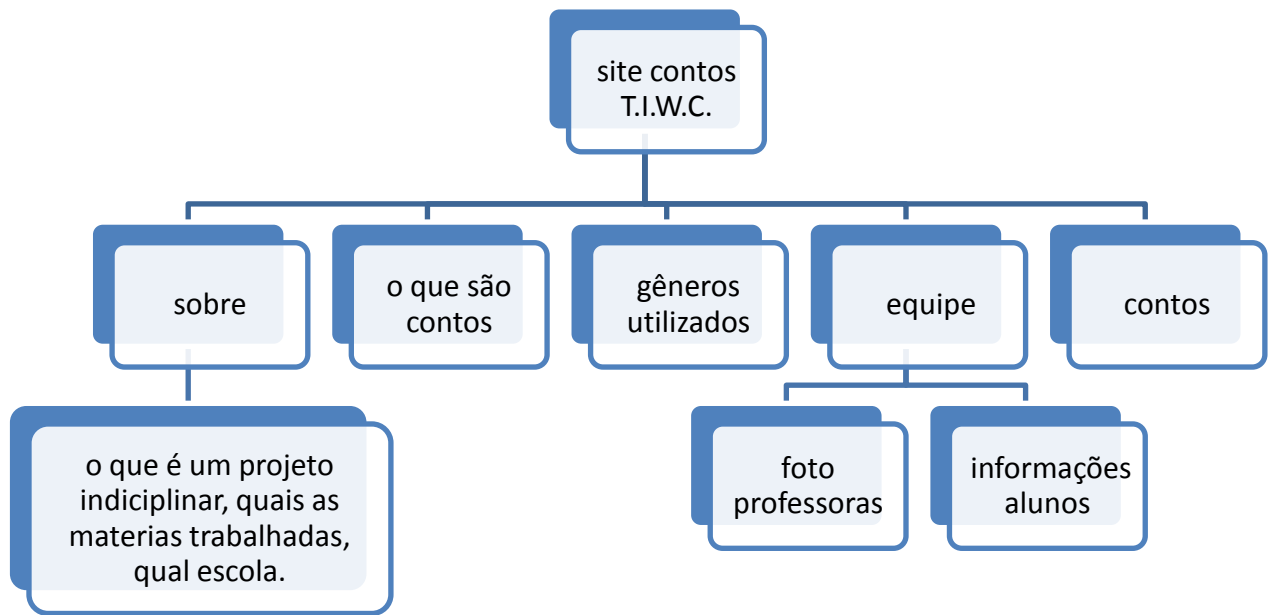 site contos
T.I.W.C.
sobre
o que são
contos
gêneros
utilizados
equipe
contos
o que é um projeto
indiciplinar, quais as
materias trabalhadas,
qual escola.
foto
professoras
informações
alunos